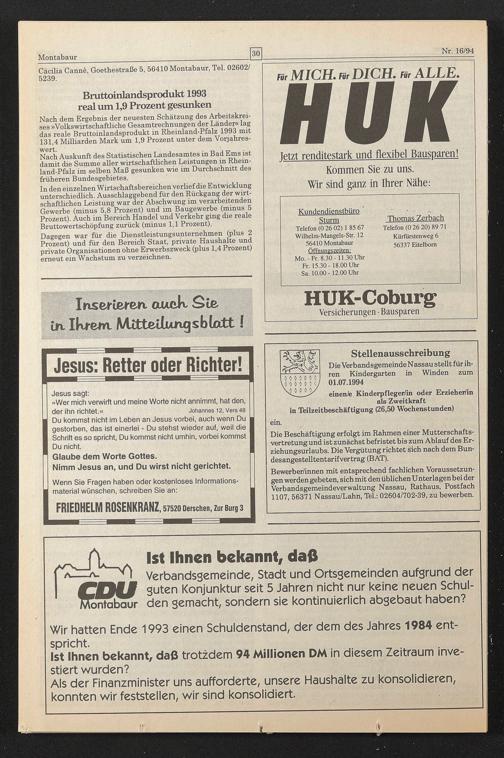 Montabaur
30
Nr. 16/94
Cäcilia Canné, Goethestraße 5, 56410 Montabaur, Tel. 02602/
5239.
Bruttoinlandsprodukt 1993
real um 1,9 Prozent gesunken
Nach dem Ergebnis der neuesten Schätzung des Arbeitskrei-
ses »Volkswirtschaftliche Gesamtrechnungen der Länder« lag
das reale Bruttoinlandsprodukt in Rheinland-Pfalz 1993 mit
131,4 Milliarden Mark um 1,9 Prozent unter dem Vorjahres-
wert.
Nach Auskunft des Statistischen Landesamtes in Bad Ems ist
damit die Summe aller wirtschaftlichen Leistungen in Rhein-
land-Pfalz im selben Maß gesunken wie im Durchschnitt des
früheren Bundesgebietes.
In den einzelnen Wirtschaftsbereichen verlief die Entwicklung
unterschiedlich. Ausschlaggebend für den Rückgang der wirt-
schaftlichen Leistung war der Abschwung im verarbeitenden
Gewerbe (minus 5,8 Prozent) und im Baugewerbe (minus 5
Prozent). Auch im Bereich Handel und Verkehr ging die reale
Bruttowertschöpfung zurück (minus 1,1 Prozent).
Dagegen war für die Dienstleistungsunternehmen (plus 2
Prozent) und für den Bereich Staat, private Haushalte und
private Organisationen ohne Erwerbszweck (plus 1,4 Prozent)
erneut ein Wachstum zu verzeichnen.
Inserieren auch Sie
in Ihrem Mitteilungsblatt !
Jesus: Retter oder Richter!
Jesus sagt:
»Wer mich verwirft und meine Worte nicht annimmt, hat den,
der ihn richtet.« Johannes 12, Vers 48
Du kommst nicht im Leben an Jesus vorbei, auch wenn Du
gestorben, das ist einerlei - Du stehst wieder auf, weil die
Schrift es so spricht, Du kommst nicht umhin, vorbei kommst
Du nicht.
Glaube dem Worte Gottes.
Nimm Jesus an, und Du wirst nicht gerichtet.
Wenn Sie Fragen haben oder kostenloses Informations-
material wünschen, schreiben Sie an:
FRIEDHELM ROSENKRANZ, 57520 Derschen, Zur Burg 3
Für MICH. Für DICH. Für ALLE.
HUK
Jetzt renditestark und flexibel Bausparen!
Kommen Sie zu uns.
Wir sind ganz in Ihrer Nähe:
Kundendienstbüro
Sturm
Telefon (0 26 02) 1 85 67
Wilhelm-Mangels-Str. 12
56410 Montabaur
Öffnungszeiten:
Mo. - Fr. 8.30 - 11.30 Uhr
Fr. 15.30 - 18.00 Uhr
Sa. 10.00 - 12.00 Uhr
Thomas Zerbach
Telefon (0 26 20) 89 71
Kurfürstenweg 6
56337 Eitelborn
HUK-Coburg
Versicherungen · Bausparen
Stellenausschreibung
Die Verbandsgemeinde Nassau stellt für ih-
ren Kindergarten in Winden zum
01.07.1994
eine/n Kinderpfleger/in oder Erzieher/in
als Zweitkraft
in Teilzeitbeschäftigung (26,50 Wochenstunden)
ein.
Die Beschäftigung erfolgt im Rahmen einer Mutterschafts-
vertretung und ist zunächst befristet bis zum Ablauf des Er-
ziehungsurlaubs. Die Vergütung richtet sich nach dem Bun-
desangestelltentarifvertrag (BAT).
Bewerber/innen mit entsprechend fachlichen Voraussetzun-
gen werden gebeten, sich mit den üblichen Unterlagen bei der
Verbandsgemeindeverwaltung Nassau, Rathaus, Postfach
1107, 56371 Nassau/Lahn, Tel.: 02604/702-39, zu bewerben.
CDU
Montabaur
Ist Ihnen bekannt, daß
Verbandsgemeinde, Stadt und Ortsgemeinden aufgrund der
guten Konjunktur seit 5 Jahren nicht nur keine neuen Schul-
den gemacht, sondern sie kontinuierlich abgebaut haben?
Wir hatten Ende 1993 einen Schuldenstand, der dem des Jahres 1984 ent-
spricht.
Ist Ihnen bekannt, daß trotzdem 94 Millionen DM in diesem Zeitraum inve-
stiert wurden?
Als der Finanzminister uns aufforderte, unsere Haushalte zu konsolidieren,
konnten wir feststellen, wir sind konsolidiert.